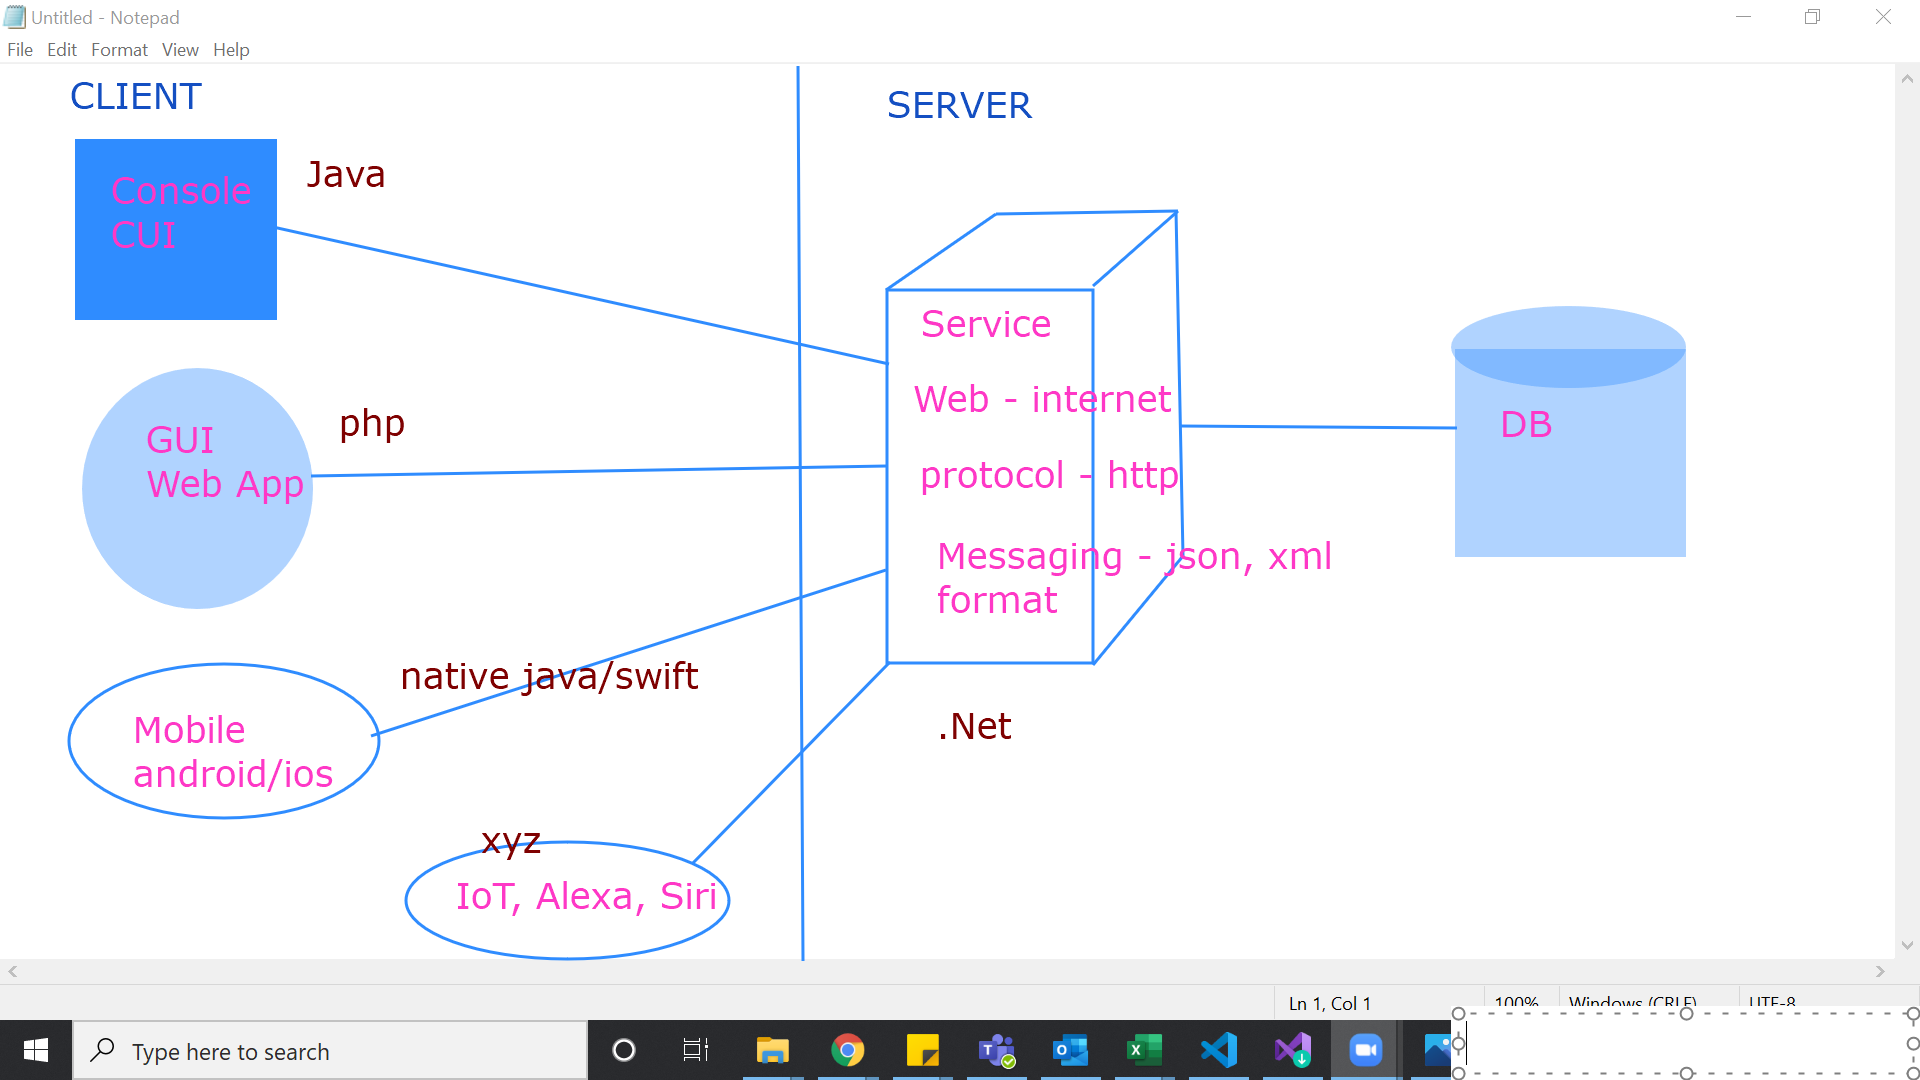 Untitled - Notepad
File Edit Format View Help
CLIENT
SERVER
Console
CUI
Java
Service
Web - internet
protocol - http
Messaging - json, xml
format
DB
GUI
Web App
php
native java/swift
Mobile
android/ios
.Net
xyz
IoT, Alexa, Siri
Ln 1, Col 1
100%
Windows (CRLF)
UTF-8
Type here to search